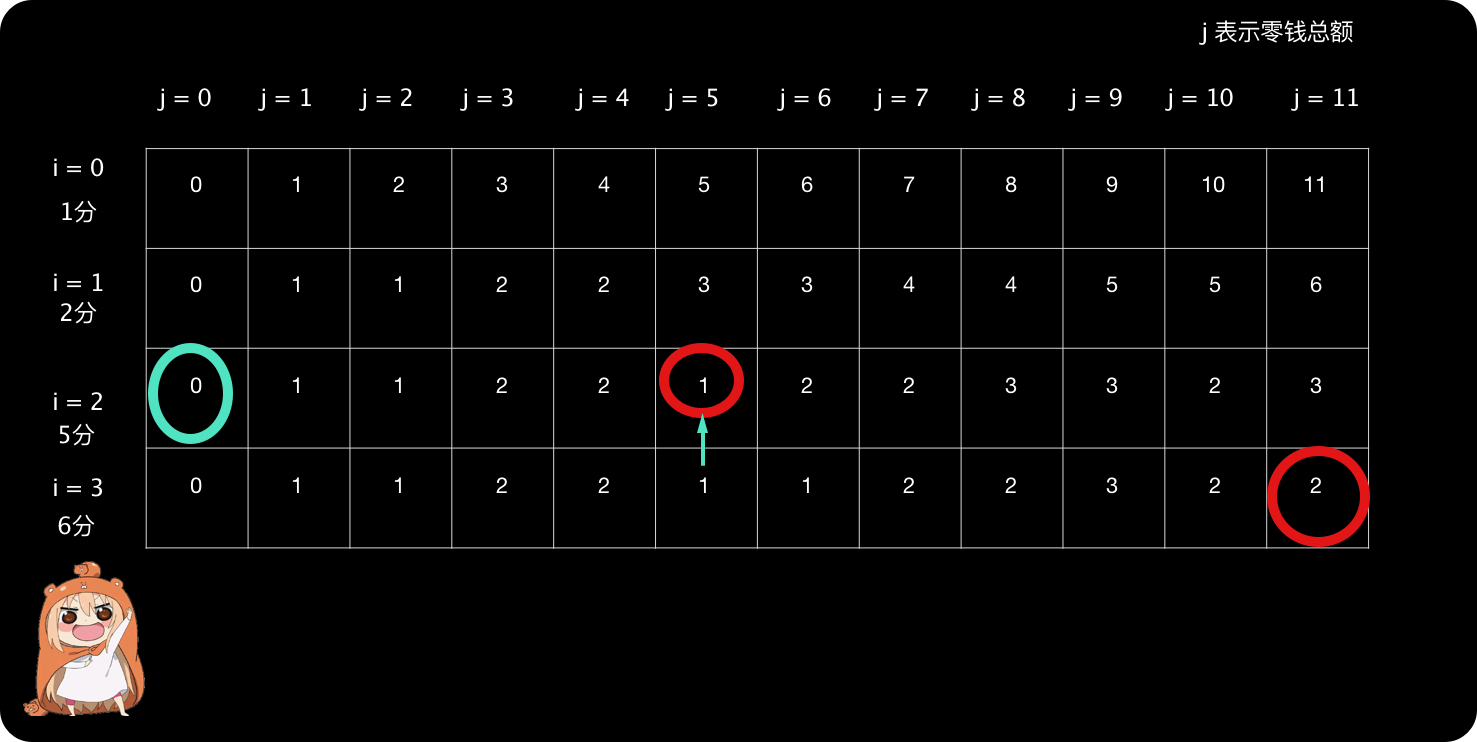 j 表示零钱总额
j = 0 j = 1 j = 2 j = 3 j = 4 j = 5 j = 6 j = 7 j = 8 j = 9 j = 10 j = 11
i = 0
1分
0 1 2 3 4 5 6 7 8 9 10 11
i = 1
2分
0 1 1 2 2 3 3 4 4 5 5 6
i = 2
5分
0 1 1 2 2 1 2 2 3 3 2 3
i = 3
6分
0 1 1 2 2 1 1 2 2 3 2 2